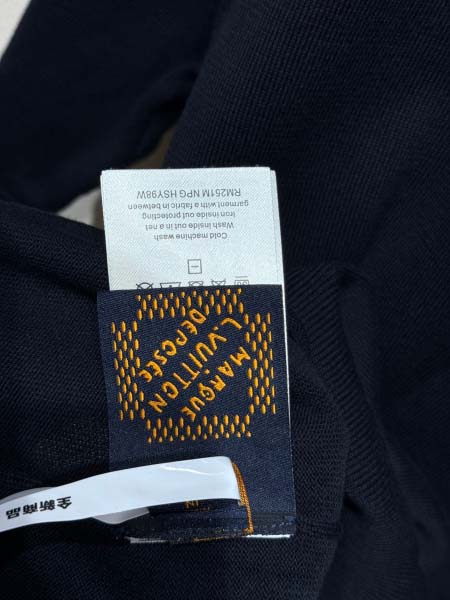 Cold machine wash
Wash inside out in a net
iron inside out protecting
garment with a fabric in between
RM251M NPG HSY98W
MARQUE
L.VUITTON
DÉPOSÉE
全新商品